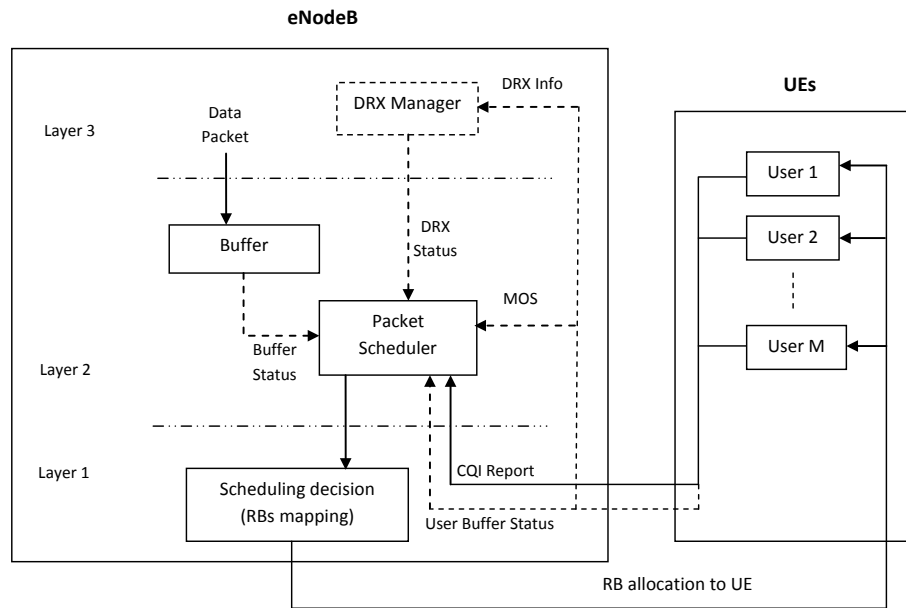 eNodeB
UEs
DRX Info
DRX Manager
Data
Packet
Layer 3
User 1
User 2
User M
Buffer
DRX
Status
MOS
Packet
Scheduler
Buffer
Status
Layer 2
Layer 1
CQI Report
Scheduling decision
(RBs mapping)
User Buffer Status
RB allocation to UE